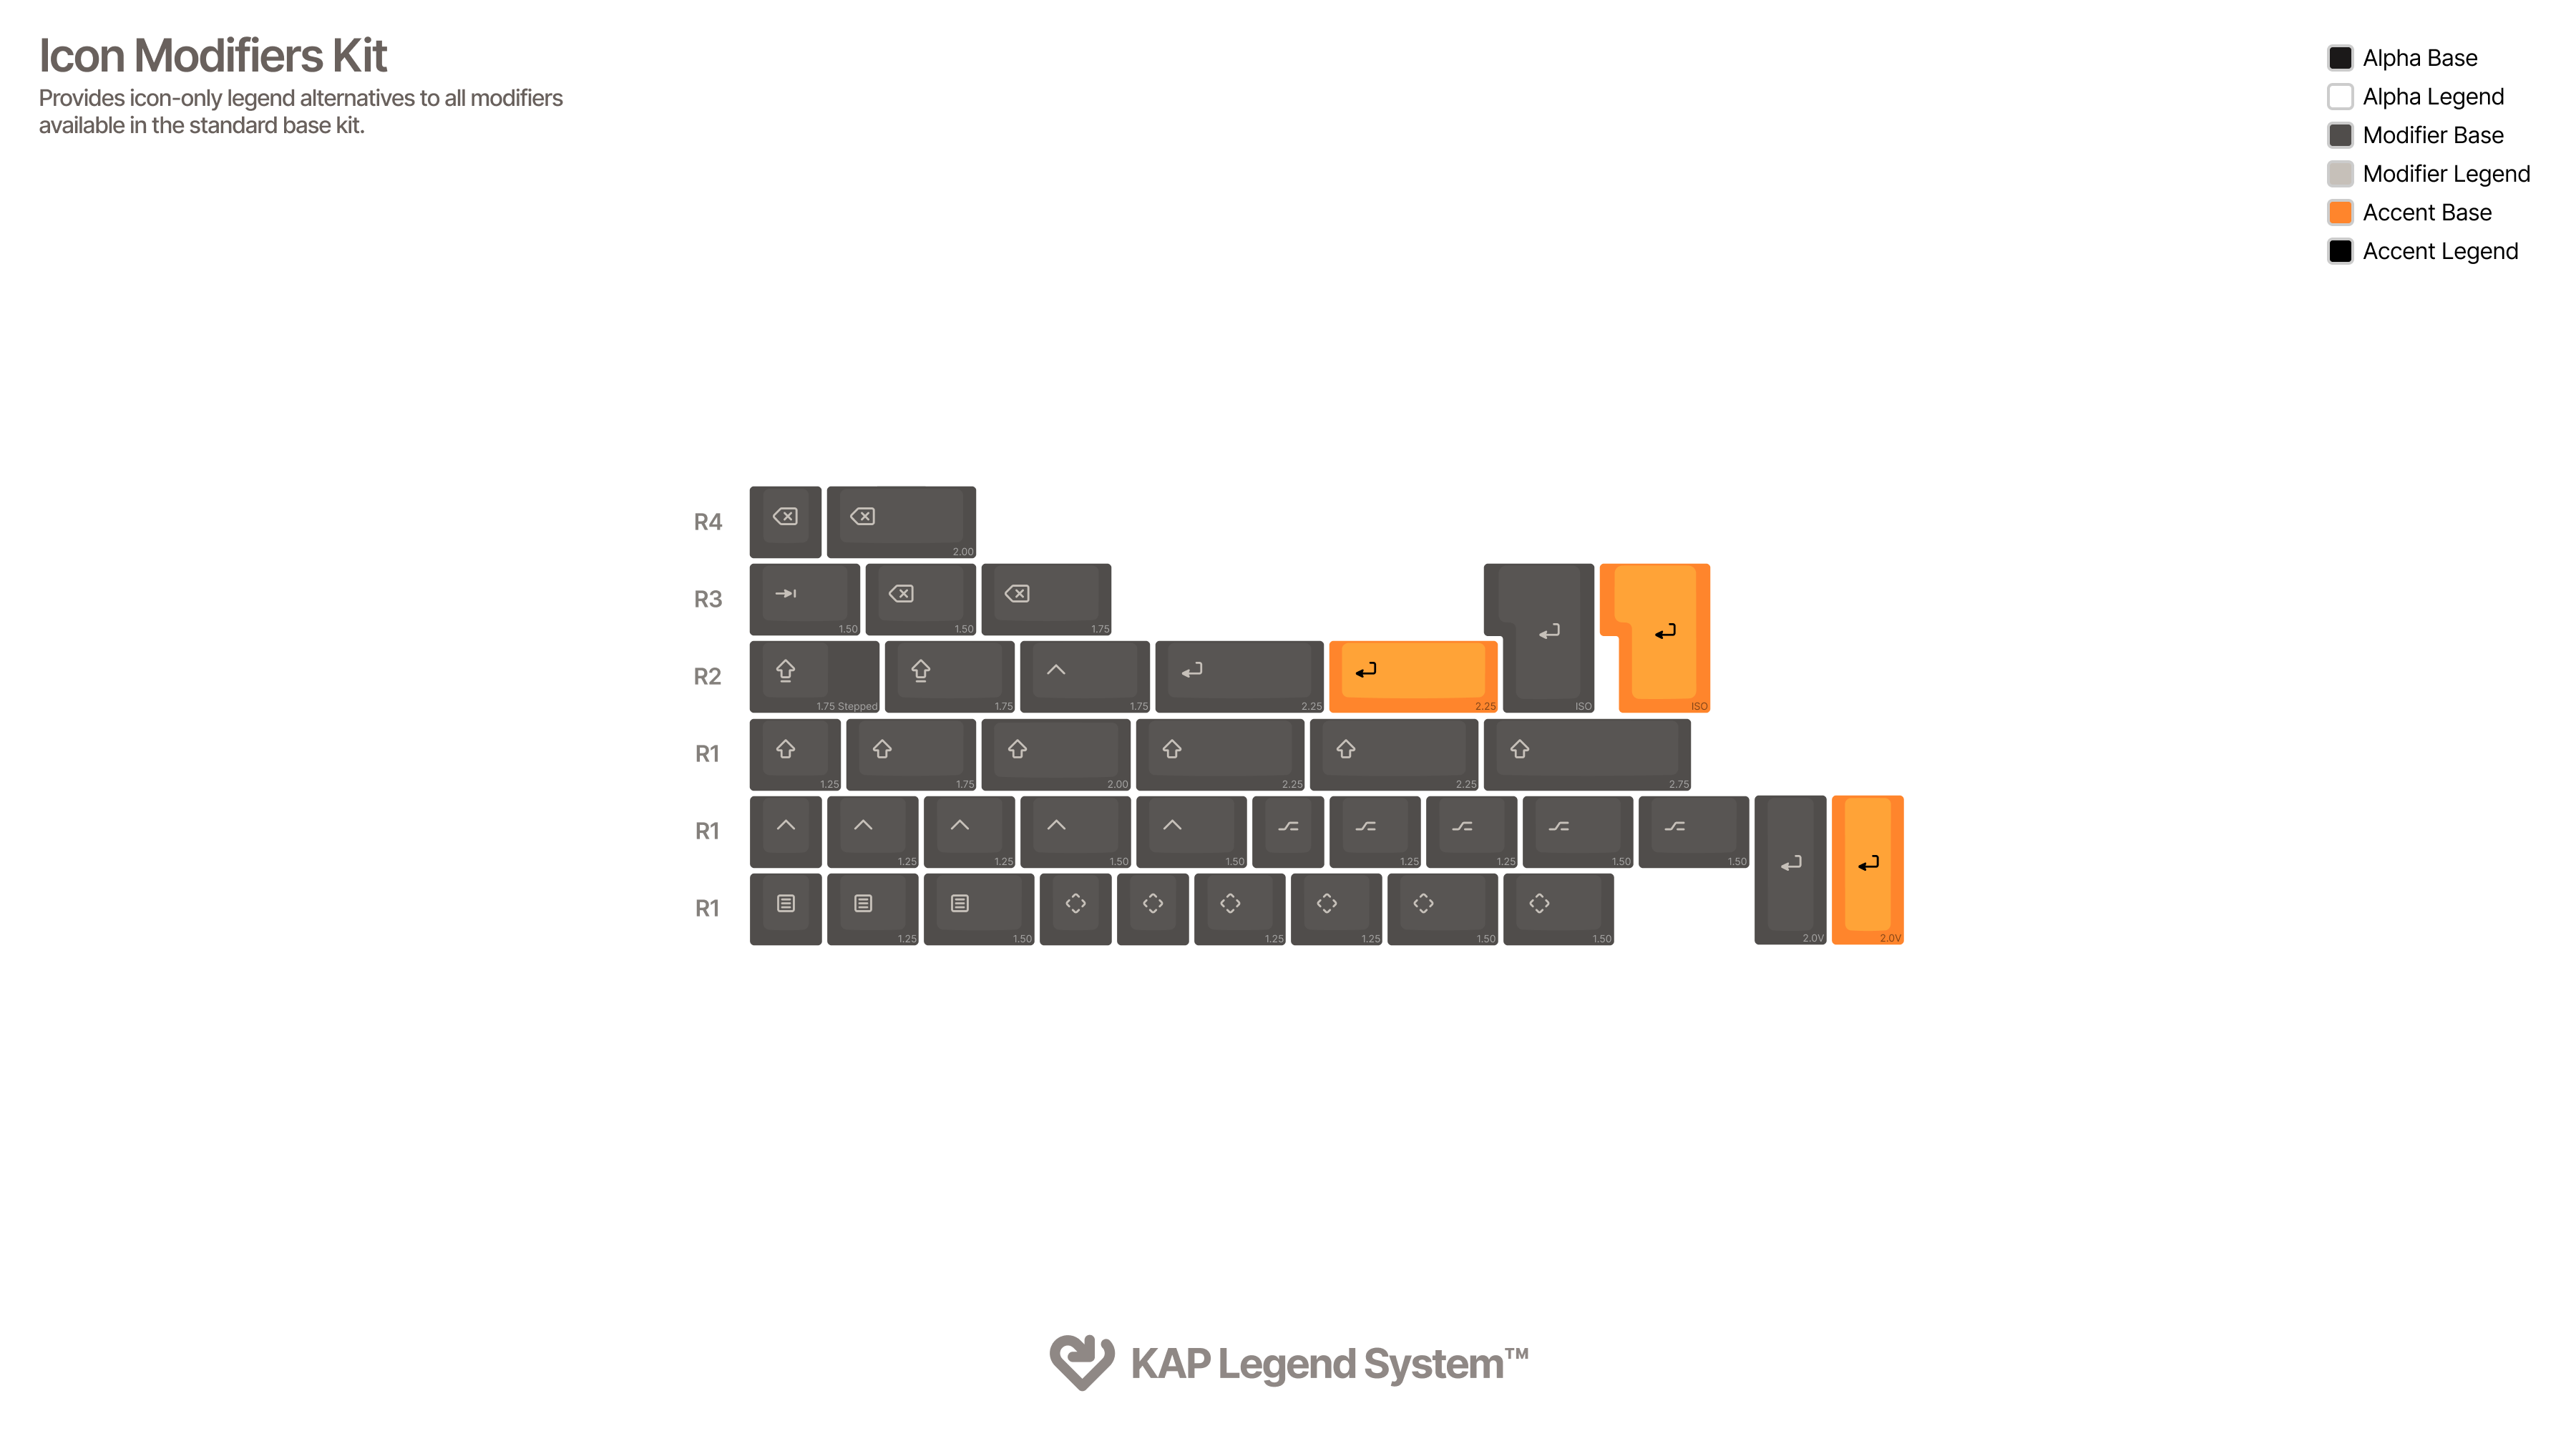 Icon Modifiers Kit
Provides icon-only legend alternatives to all modifiers
available in the standard base kit.
Alpha Base
Alpha Legend
Modifier Base
Modifier Legend
Accent Base
Accent Legend
R4
2.00
R3
1.50
1.50
1.75
R2
1.75 Stepped
1.75
1.75
2.25
2.25
ISO
ISO
R1
1.25
1.75
2.00
2.25
2.25
2.75
R1
1.25
1.25
1.50
1.50
1.25
1.25
1.50
1.50
R1
1.25
1.50
1.25
1.25
1.50
1.50
2.0V
2.0V
KAP Legend System™